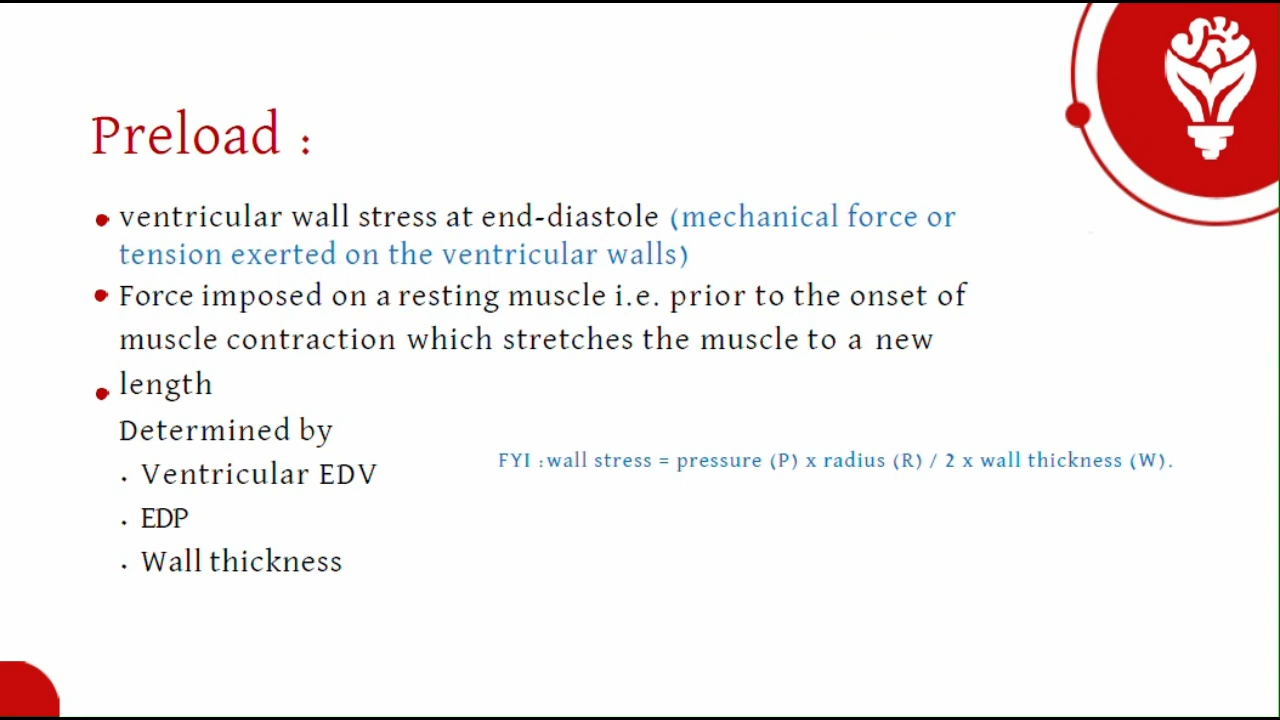 Preload :
• ventricular wall stress at end-diastole (mechanical force or
tension exerted on the ventricular walls)
• Force imposed on a resting muscle i.e. prior to the onset of
muscle contraction which stretches the muscle to a new
• length
Determined by
· Ventricular EDV
FYI :wall stress = pressure (P) x radius (R) / 2 x wall thickness (W).
· EDP
· Wall thickness